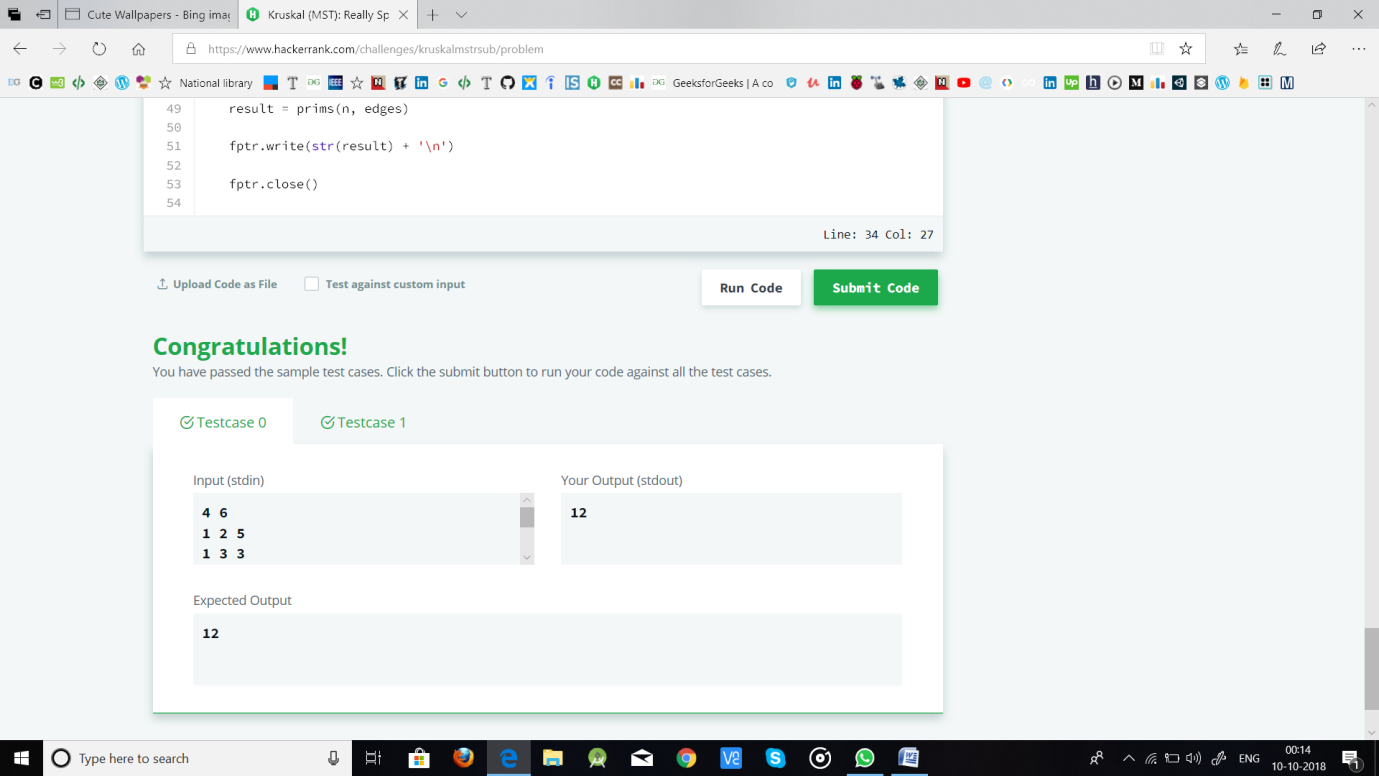 Cute Wallpapers - Bing imag
Kruskal (MST): Really Sp
https://www.hackerrank.com/challenges/kruskalmstrsub/problem
National library
GeeksforGeeks | A co
49 result = prims(n, edges)
50
51 fptr.write(str(result) + '\n')
52
53 fptr.close()
54
Line: 34 Col: 27
Upload Code as File
Test against custom input
Run Code
Submit Code
Congratulations!
You have passed the sample test cases. Click the submit button to run your code against all the test cases.
Testcase 0
Testcase 1
Input (stdin)
Your Output (stdout)
4 6
12
1 2 5
1 3 3
Expected Output
12
Type here to search
ENG
00:14
10-10-2018
1